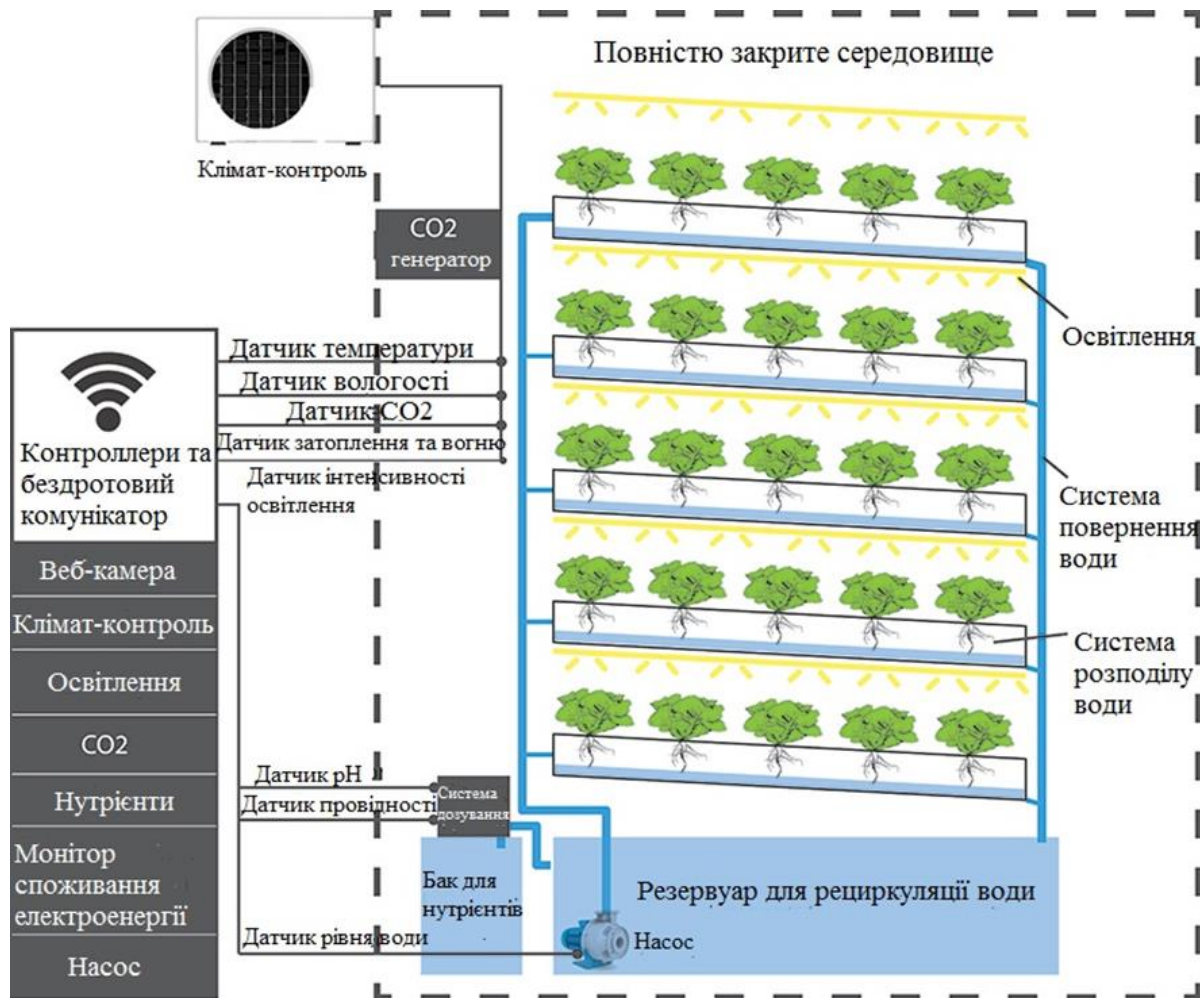 Повністю закрите середовище
Клімат-контроль
CO2
генератор
Датчик температури
Датчик вологості
Датчик CO2
Датчик затоплення та вогню
Датчик інтенсивності
освітлення
Контроллери та
бездротовий
комунікатор
Веб-камера
Клімат-контроль
Освітлення
CO2
Нутрієнти
Монітор
споживання
електроенергії
Насос
Освітлення
Система
повернення
води
Система
розподілу
води
Датчик pH
Датчик провідності
Система
дозування
Бак для
нутрієнтів
Резервуар для рециркуляції води
Датчик рівня води
Насос